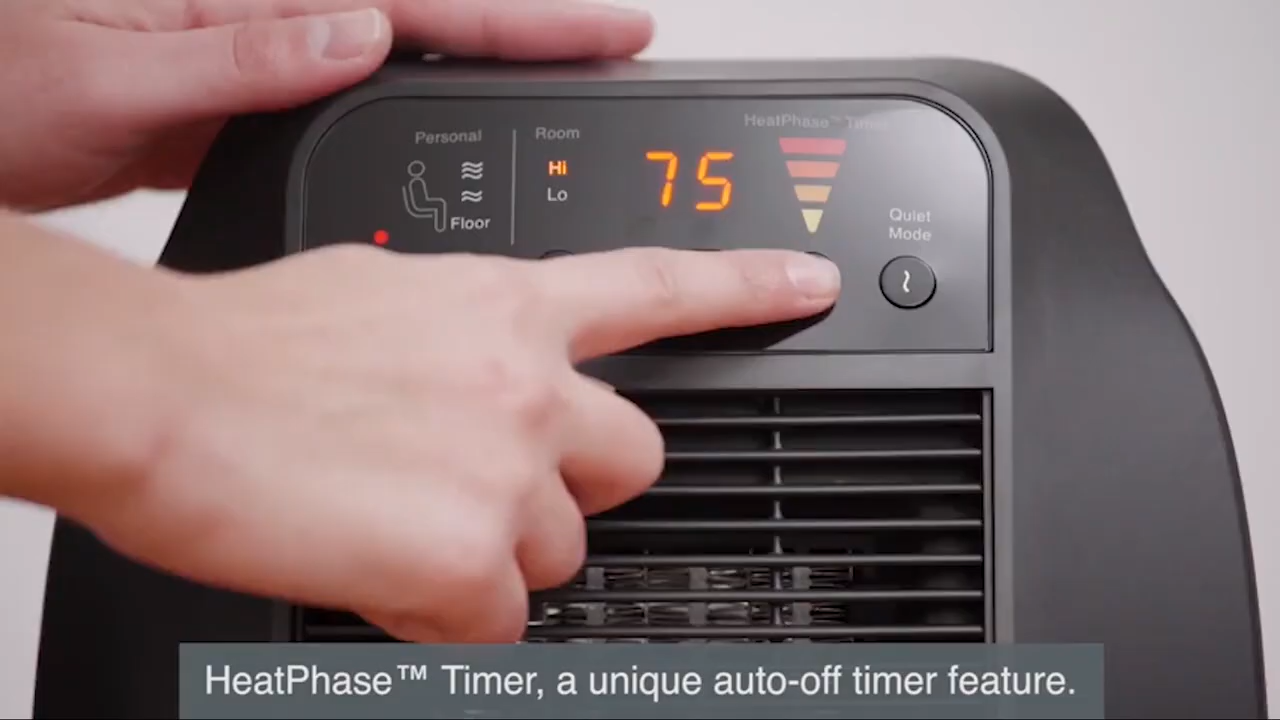 Personal
Floor
Room
Hi
Lo
75
HeatPhase™ Timer
Quiet
Mode
HeatPhase™ Timer, a unique auto-off timer feature.